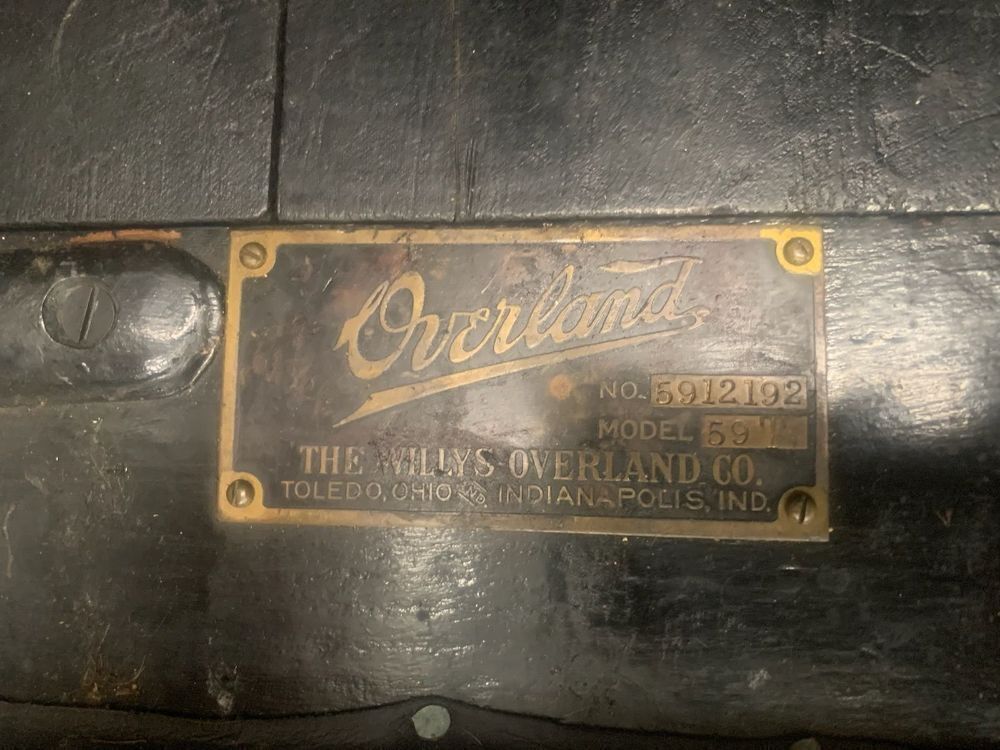 Overland
NO. 5912192
MODEL 59 T
THE WILLYS OVERLAND CO.
TOLEDO, OHIO AND INDIANAPOLIS, IND.